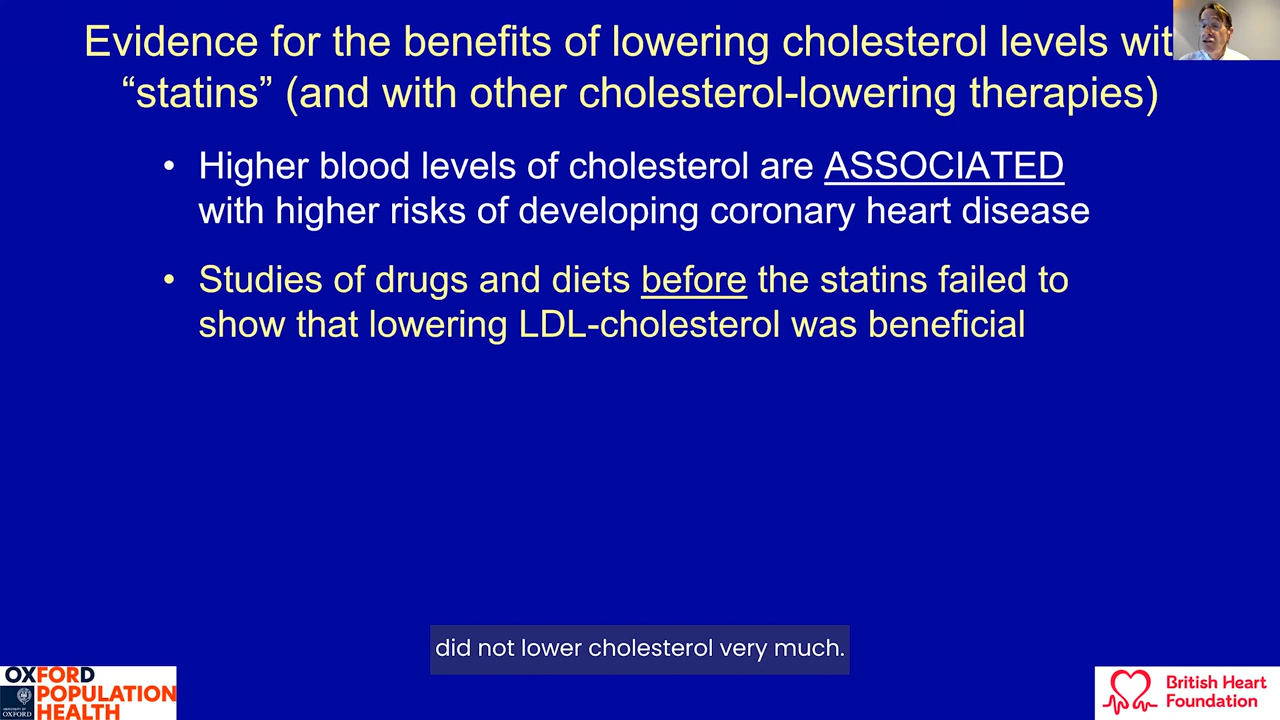 Evidence for the benefits of lowering cholesterol levels wit
“statins” (and with other cholesterol-lowering therapies)
• Higher blood levels of cholesterol are ASSOCIATED
with higher risks of developing coronary heart disease
• Studies of drugs and diets before the statins failed to
show that lowering LDL-cholesterol was beneficial
did not lower cholesterol very much.
OXFORD
POPULATION
HEALTH
UNIVERSITY OF
OXFORD
British Heart
Foundation